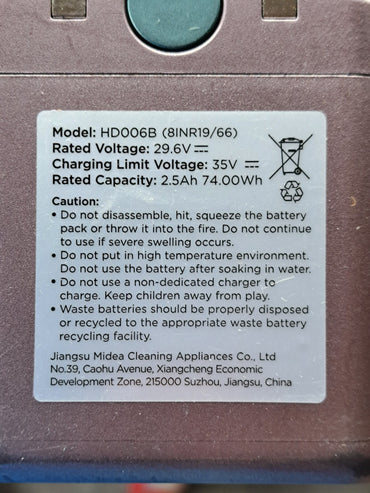 Model: HD006B (8INR19/66)
Rated Voltage: 29.6V⎓
Charging Limit Voltage: 35V ⎓
Rated Capacity: 2.5Ah 74.00Wh
Caution:
• Do not disassemble, hit, squeeze the battery
pack or throw it into the fire. Do not continue
to use if severe swelling occurs.
• Do not put in high temperature environment.
Do not use the battery after soaking in water.
• Do not use a non-dedicated charger to
charge. Keep children away from play.
• Waste batteries should be properly disposed
or recycled to the appropriate waste battery
recycling facility.
Jiangsu Midea Cleaning Appliances Co., Ltd
No.39, Caohu Avenue, Xiangcheng Economic
Development Zone, 215000 Suzhou, Jiangsu, China